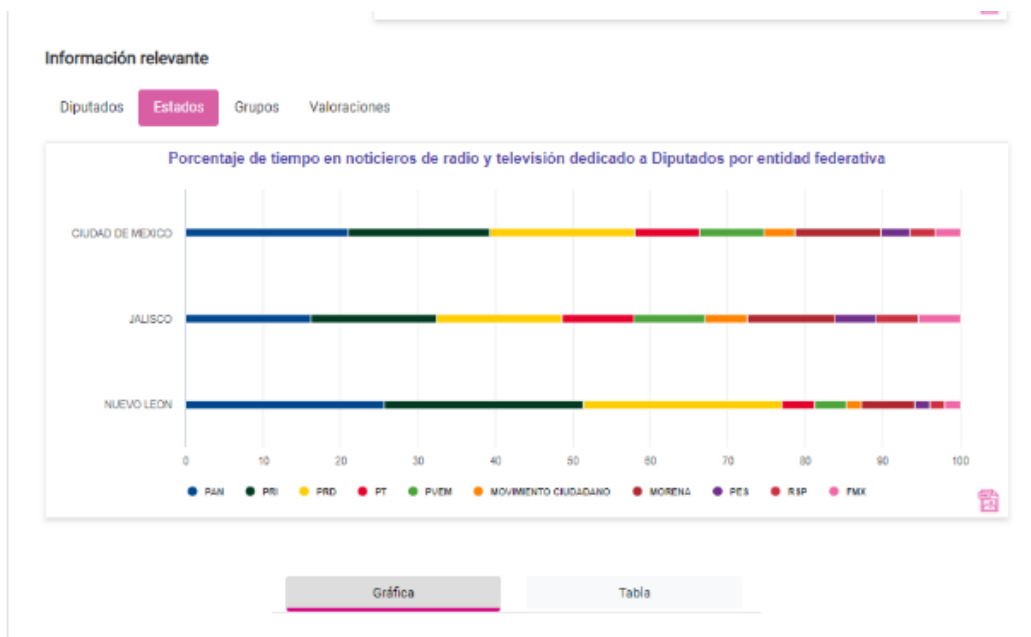 Información relevante
Diputados Estados Grupos Valoraciones
Porcentaje de tiempo en noticieros de radio y televisión dedicado a Diputados por entidad federativa
CIUDAD DE MEXICO
JALISCO
NUEVO LEON
0 10 20 30 40 50 60 70 80 90 100
PAN PRI PRD PT PVEM MOVIMIENTO CIUDADANO MORENA PES RSP FMX
Gráfica Tabla